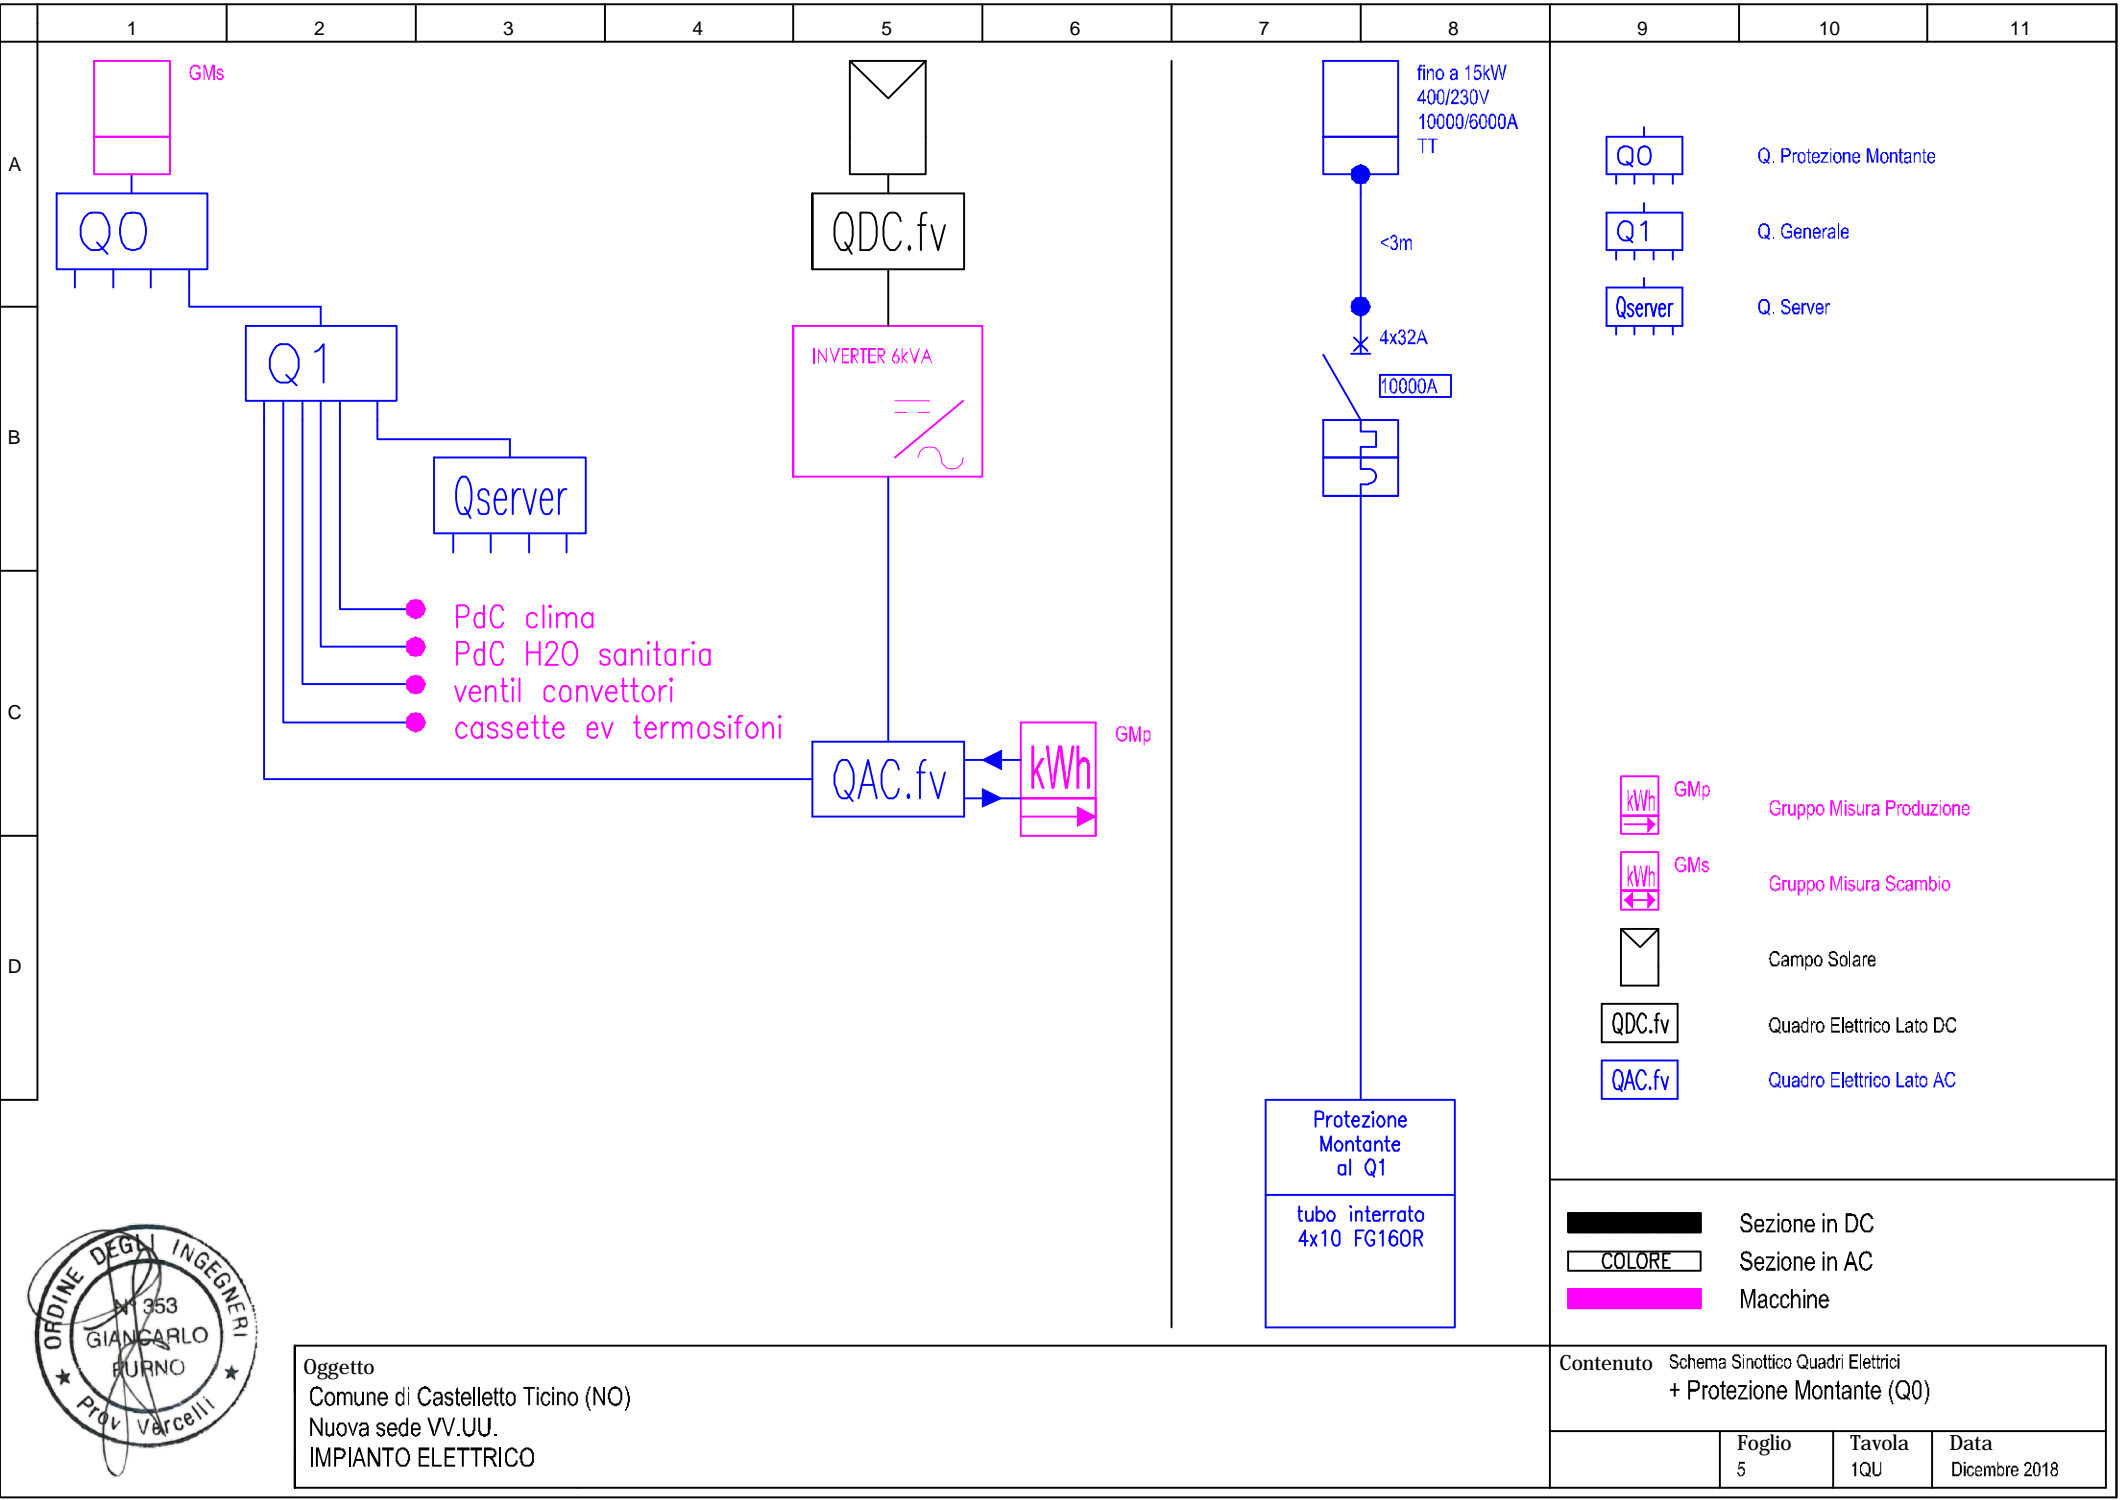 1 2 3 4 5 6 7 8 9 10 11
A
B
C
D
GMs
Q0
Q1
Qserver
PdC clima
PdC H2O sanitaria
ventil convettori
cassette ev termosifoni
QDC.fv
INVERTER 6kVA
QAC.fv
kWh
GMp
fino a 15kW
400/230V
10000/6000A
TT
<3m
4x32A
10000A
Protezione
Montante
al Q1
tubo interrato
4x10 FG16OR
Q0 Q. Protezione Montante
Q1 Q. Generale
Qserver Q. Server
kWh GMp Gruppo Misura Produzione
kWh GMs Gruppo Misura Scambio
Campo Solare
QDC.fv Quadro Elettrico Lato DC
QAC.fv Quadro Elettrico Lato AC
Sezione in DC
COLORE Sezione in AC
Macchine
ORDINE DEGLI INGEGNERI
N° 353
GIANCARLO
FURNO
Prov Vercelli
Oggetto
Comune di Castelletto Ticino (NO)
Nuova sede VV.UU.
IMPIANTO ELETTRICO
Contenuto Schema Sinottico Quadri Elettrici
+ Protezione Montante (Q0)
Foglio Tavola Data
5 1QU Dicembre 2018